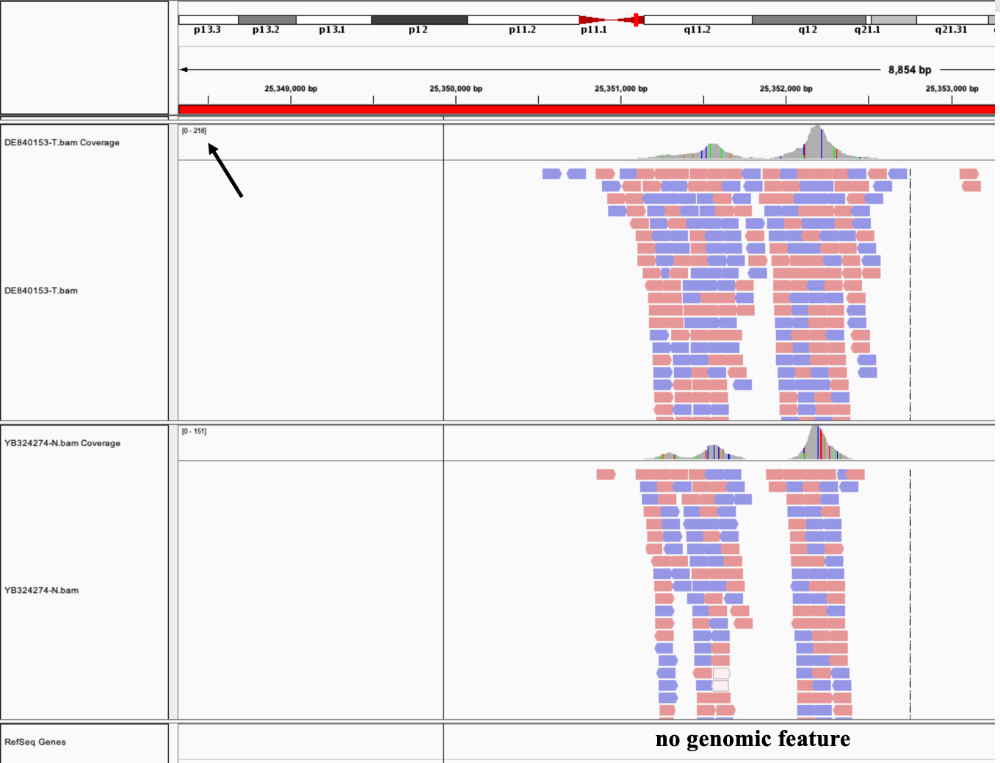 p13.3 p13.2 p13.1 p12 p11.2 p11.1 q11.2 q12 q21.1 q21.31
8,854 bp
25,349,000 bp 25,350,000 bp 25,351,000 bp 25,352,000 bp 25,353,000 bp
[0 - 218]
DE840153-T.bam Coverage
DE840153-T.bam
[0 - 151]
YB324274-N.bam Coverage
YB324274-N.bam
RefSeq Genes
no genomic feature